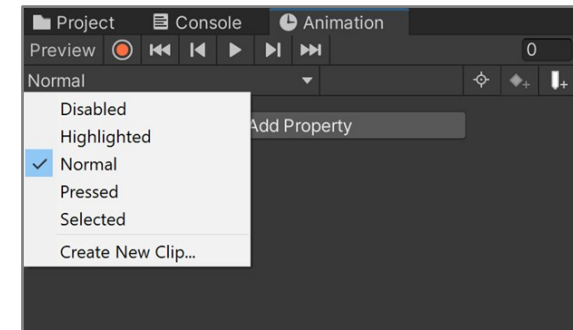 Project Console Animation
Preview 0
Normal
Disabled
Highlighted
Add Property
Normal
Pressed
Selected
Create New Clip...